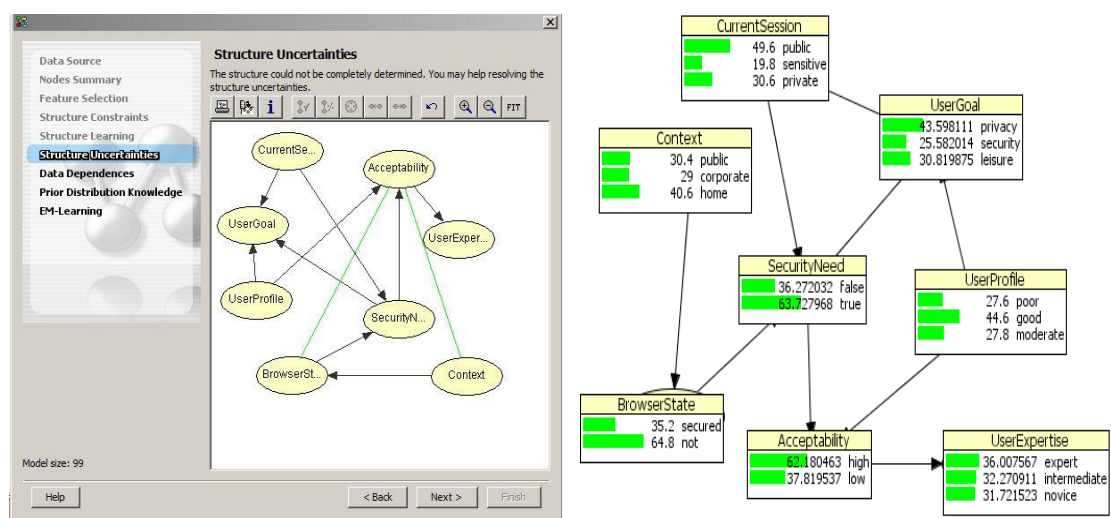 Data Source
Nodes Summary
Feature Selection
Structure Constraints
Structure Learning
Structure Uncertainties
Data Dependences
Prior Distribution Knowledge
EM-Learning
Structure Uncertainties
The structure could not be completely determined. You may help resolving the
structure uncertainties.
FIT
CurrentSe...
Acceptability
UserGoal
UserExper...
UserProfile
SecurityN...
BrowserSt...
Context
Model size: 99
Help
< Back
Next >
Finish
CurrentSession
49.6 public
19.8 sensitive
30.6 private
UserGoal
43.598111 privacy
25.582014 security
30.819875 leisure
Context
30.4 public
29 corporate
40.6 home
SecurityNeed
36.272032 false
63.727968 true
UserProfile
27.6 poor
44.6 good
27.8 moderate
BrowserState
35.2 secured
64.8 not
Acceptability
62.180463 high
37.819537 low
UserExpertise
36.007567 expert
32.270911 intermediate
31.721523 novice